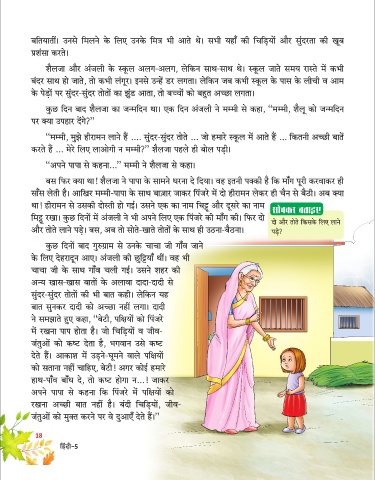 बतियातीं। उनसे मिलने के लिए उनके मित्र भी आते थे। सभी यहाँ की चिड़ियों और सुंदरता की खूब
प्रशंसा करते।
शैलजा और अंजली के स्कूल अलग-अलग, लेकिन साथ-साथ थे। स्कूल जाते समय रास्ते में कभी
बंदर साथ हो जाते, तो कभी लंगूर। इनसे उन्हें डर लगता। लेकिन जब कभी स्कूल के पास के लीची व आम
के पेड़ों पर सुंदर-सुंदर तोतों का झुंड आता, तो बच्चों को बहुत अच्छा लगता।
कुछ दिन बाद शैलजा का जन्मदिन था। एक दिन अंजली ने मम्मी से कहा, “मम्मी, शैलू को जन्मदिन
पर क्या उपहार देंगे?”
“मम्मी, मुझे हीरामन लाने हैं .... सुंदर-सुंदर तोते ... जो हमारे स्कूल में आते हैं ... कितनी अच्छी बातें
करते हैं ... मेरे लिए लाओगी न मम्मी?” शैलजा पहले ही बोल पड़ी।
“अपने पापा से कहना...” मम्मी ने शैलजा से कहा।
बस फिर क्या था! शैलजा ने पापा के सामने धरना दे दिया। वह इतनी पक्की है कि माँग पूरी करवाकर ही
साँस लेती है। आखिर मम्मी-पापा के साथ बाज़ार जाकर पिंजरे में दो हीरामन लेकर ही चैन से बैठी। अब क्या
था! हीरामन से उसकी दोस्ती हो गई। उसने एक का नाम चिट्टू और दूसरे का नाम
मिट्ठू रखा। कुछ दिनों में अंजली ने भी अपने लिए एक पिंजरे की माँग की। फिर दो
और तोते लाने पड़े। बस, अब तो सोते-खाते तोतों के साथ ही उठना-बैठना।
सोचकर बताइए
दो और तोते किसके लिए लाने
पड़े?
कुछ दिनों बाद गुरुग्राम से उनके चाचा जी गाँव जाने
के लिए देहरादून आए। अंजली की छुट्टियाँ थीं। वह भी
चाचा जी के साथ गाँव चली गई। उसने शहर की
अन्य खास-खास बातों के अलावा दादा-दादी से
सुंदर-सुंदर तोतों की भी बात कही। लेकिन यह
बात सुनकर दादी को अच्छा नहीं लगा। दादी
ने समझाते हुए कहा, “बेटी, पक्षियों को पिंजरे
में रखना पाप होता है। जो चिड़ियों व जीव-
जंतुओं को कष्ट देता है, भगवान उसे कष्ट
देते हैं। आकाश में उड़ने-घूमने वाले पक्षियों
को सताना नहीं चाहिए, बेटी! अगर कोई हमारे
हाथ-पाँव बाँध दे, तो कष्ट होगा न...! जाकर
अपने पापा से कहना कि पिंजरे में पक्षियों को
रखना अच्छी बात नहीं है। बंदी चिड़ियों, जीव-
जंतुओं को मुक्त करने पर वे दुआएँ देते हैं।”
18
हिंदी-5